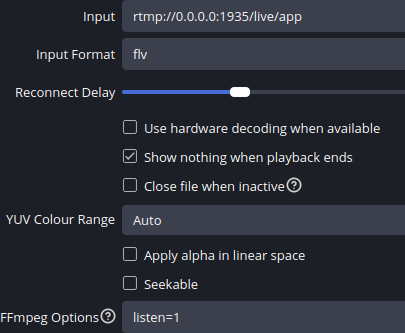 Input rtmp://0.0.0.0:1935/live/app
Input Format flv
Reconnect Delay
Use hardware decoding when available
Show nothing when playback ends
Close file when inactive ?
YUV Colour Range Auto
Apply alpha in linear space
Seekable
FFmpeg Options ? listen=1